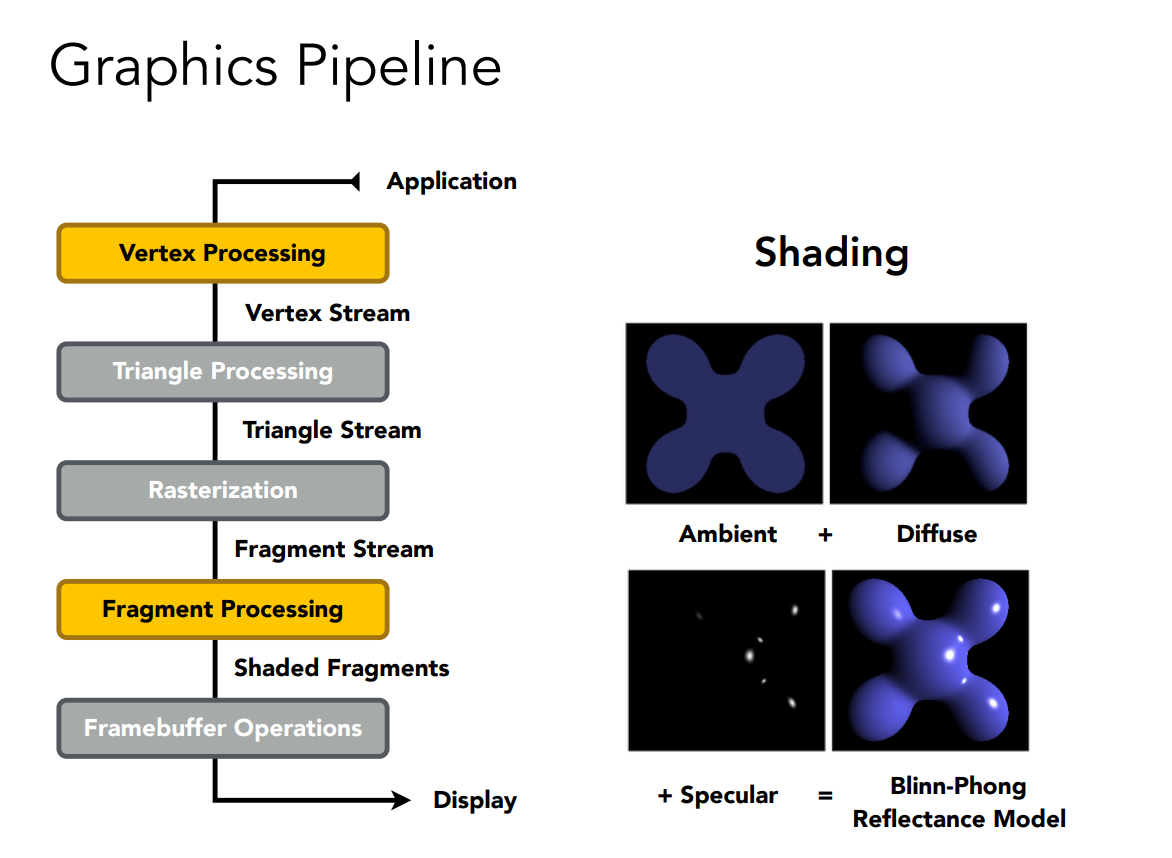 Graphics Pipeline
Application
Vertex Processing
Vertex Stream
Triangle Processing
Triangle Stream
Rasterization
Fragment Stream
Fragment Processing
Shaded Fragments
Framebuffer Operations
Display
Shading
Ambient + Diffuse
+ Specular = Blinn-Phong
Reflectance Model